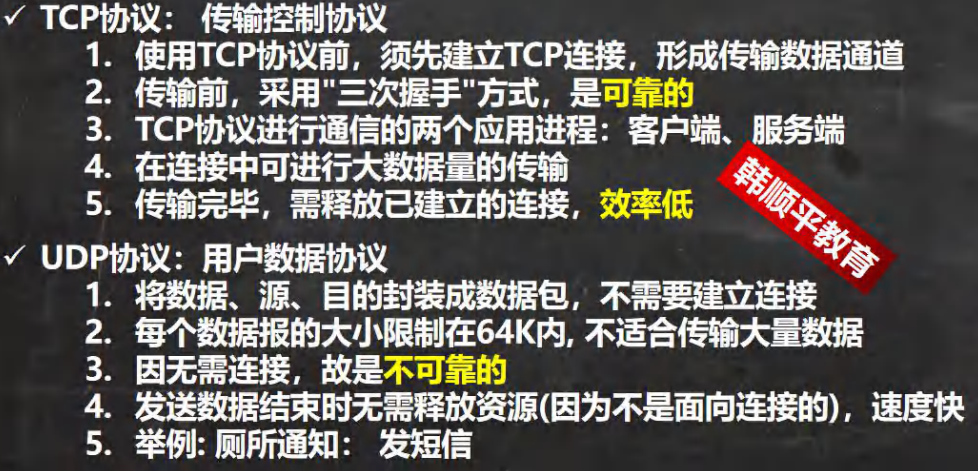 ✓ TCP协议： 传输控制协议
1. 使用TCP协议前，须先建立TCP连接，形成传输数据通道
2. 传输前，采用"三次握手"方式，是可靠的
3. TCP协议进行通信的两个应用进程：客户端、服务端
4. 在连接中可进行大数据量的传输
5. 传输完毕，需释放已建立的连接，效率低
韩顺平教育
✓ UDP协议：用户数据协议
1. 将数据、源、目的封装成数据包，不需要建立连接
2. 每个数据报的大小限制在64K内, 不适合传输大量数据
3. 因无需连接，故是不可靠的
4. 发送数据结束时无需释放资源(因为不是面向连接的)，速度快
5. 举例: 厕所通知： 发短信